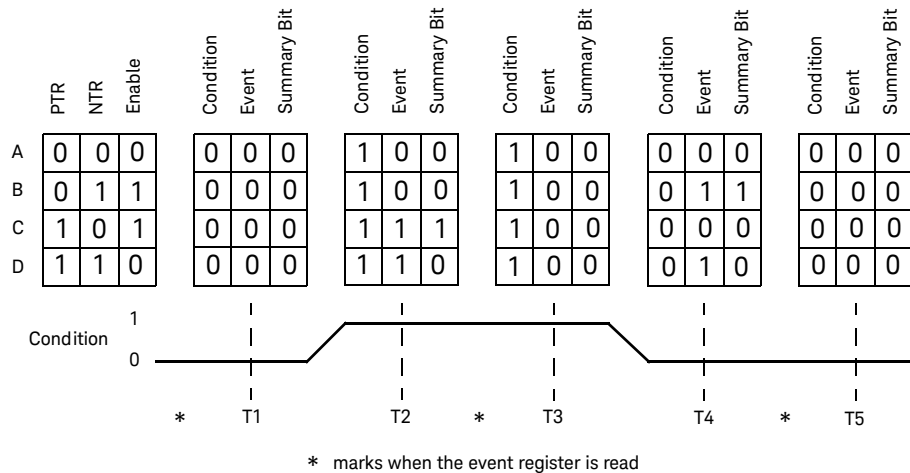 PTR NTR Enable Condition Event Summary Bit Condition Event Summary Bit Condition Event Summary Bit Condition Event Summary Bit Condition Event Summary Bit
A 0 0 0 0 0 0 1 0 0 1 0 0 0 0 0 0 0 0
B 0 1 1 0 0 0 1 0 0 1 0 0 0 1 1 0 0 0
C 1 0 1 0 0 0 1 1 1 1 0 0 0 0 0 0 0 0
D 1 1 0 0 0 0 1 1 0 1 0 0 0 1 0 0 0 0
1
Condition
0
* T1 T2 * T3 T4 * T5
* marks when the event register is read